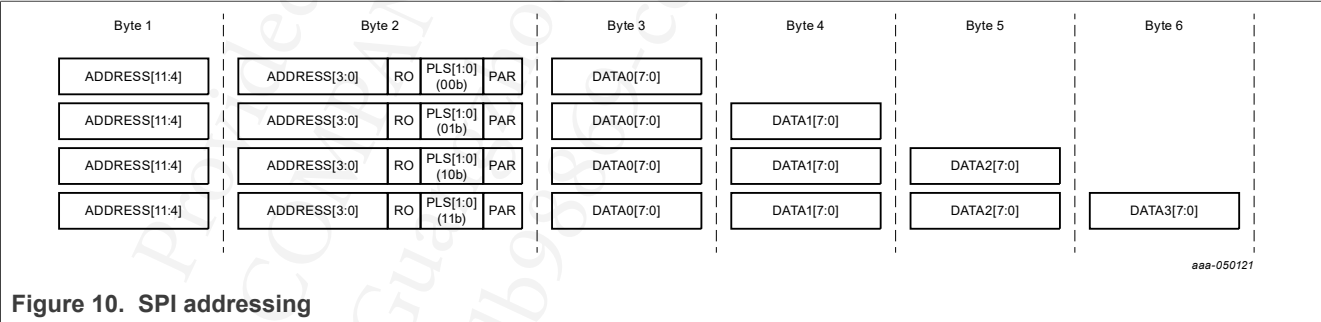 Byte 1 Byte 2 Byte 3 Byte 4 Byte 5 Byte 6
ADDRESS[11:4] ADDRESS[3:0] RO PLS[1:0] (00b) PAR DATA0[7:0]
ADDRESS[11:4] ADDRESS[3:0] RO PLS[1:0] (01b) PAR DATA0[7:0] DATA1[7:0]
ADDRESS[11:4] ADDRESS[3:0] RO PLS[1:0] (10b) PAR DATA0[7:0] DATA1[7:0] DATA2[7:0]
ADDRESS[11:4] ADDRESS[3:0] RO PLS[1:0] (11b) PAR DATA0[7:0] DATA1[7:0] DATA2[7:0] DATA3[7:0]
aaa-050121
Figure 10. SPI addressing